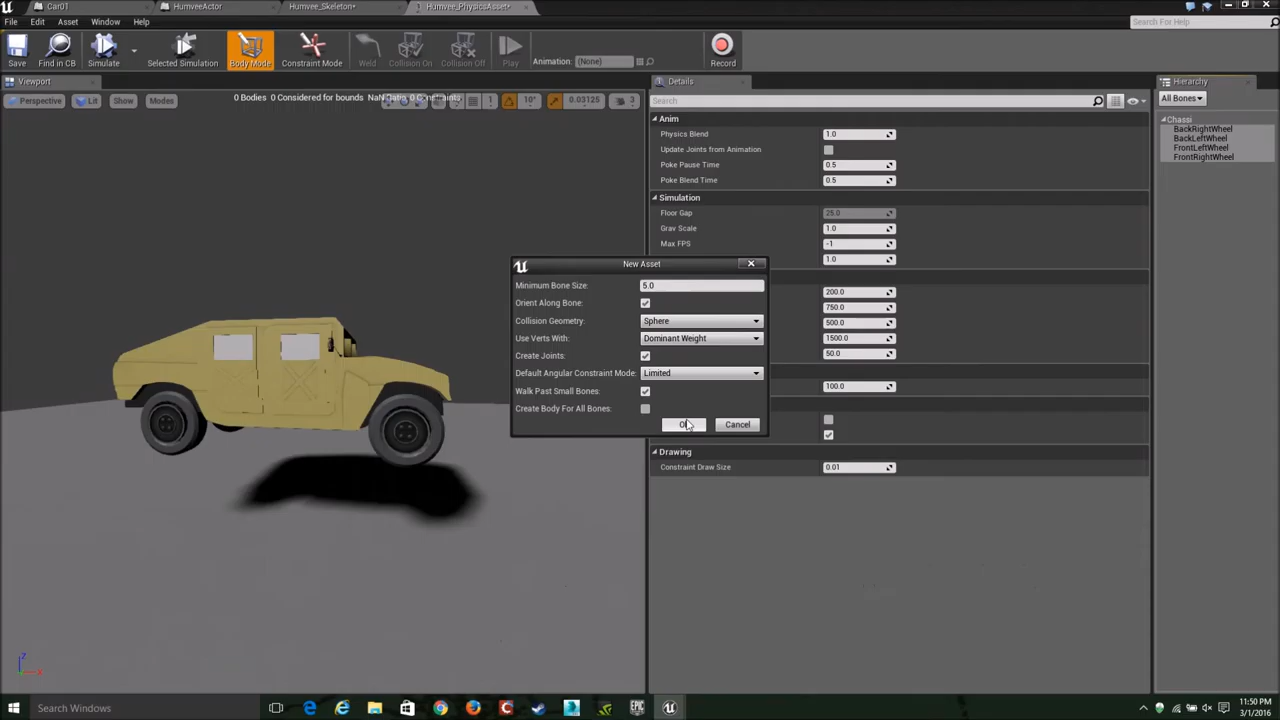 Car01
HumveeActor
Humvee_Skeleton*
Humvee_PhysicsAsset*
File Edit Asset Window Help
Search For Help
Save
Find in CB
Simulate
Selected Simulation
Body Mode
Constraint Mode
Weld
Collision On
Collision Off
Play
Animation: (None)
Record
Viewport
Details
Hierarchy
Perspective
Lit
Show
Modes
0 Bodies 0 Considered for bounds
10°
0.03125
3
Search
All Bones
Chassi
BackRightWheel
BackLeftWheel
FrontLeftWheel
FrontRightWheel
Anim
Physics Blend 1.0
Update Joints from Animation
Poke Pause Time 0.5
Poke Blend Time 0.5
Simulation
Floor Gap 25.0
Grav Scale 1.0
Max FPS -1
1.0
200.0
750.0
500.0
1500.0
50.0
100.0
Drawing
Constraint Draw Size 0.01
New Asset
Minimum Bone Size: 5.0
Orient Along Bone:
Collision Geometry: Sphere
Use Verts With: Dominant Weight
Create Joints:
Default Angular Constraint Mode: Limited
Walk Past Small Bones:
Create Body For All Bones:
Cancel
Z
X
Search Windows
EPIC
11:50 PM
3/1/2016